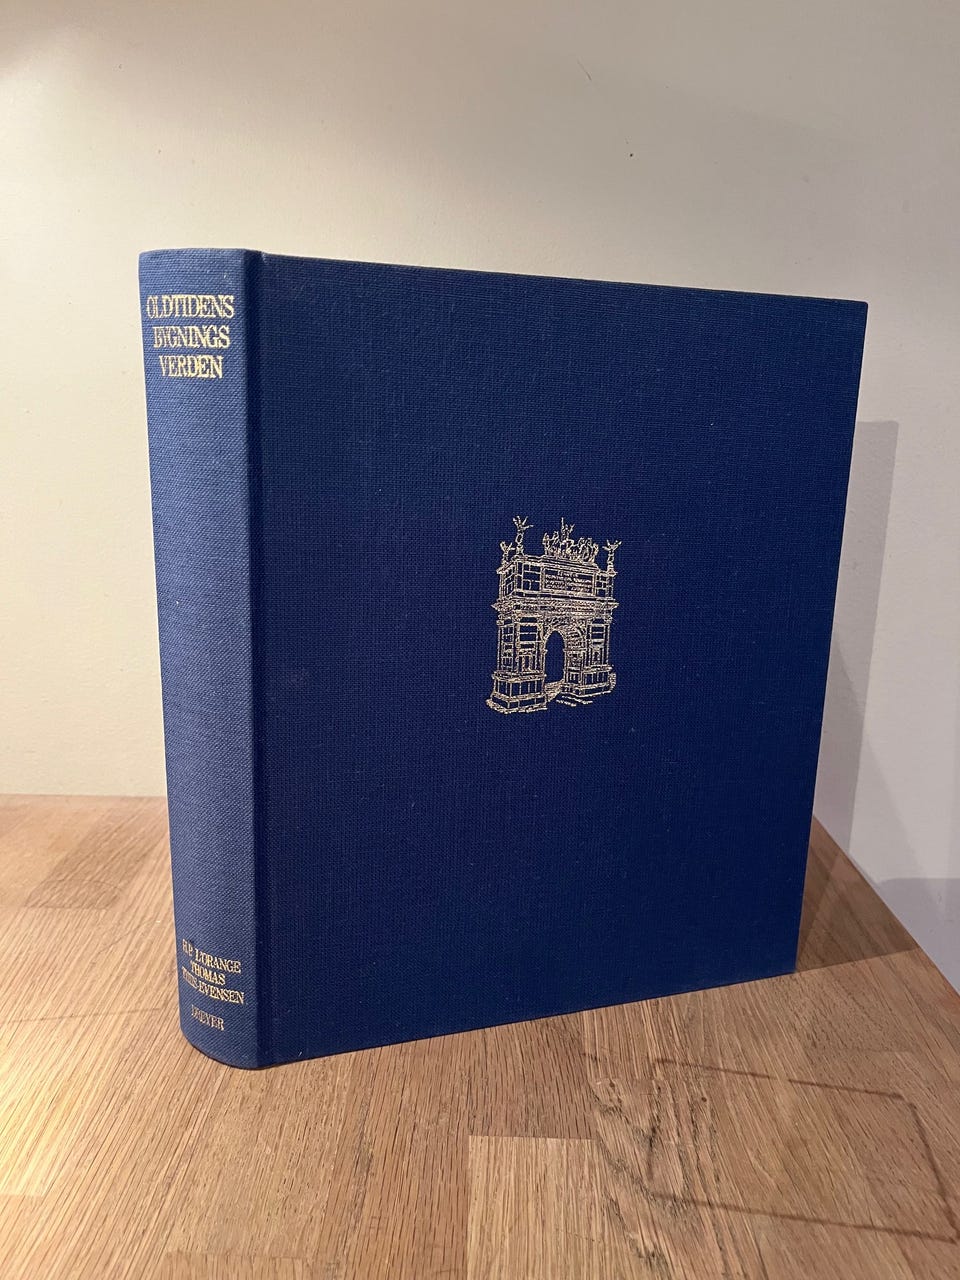 OLDTIDENS
BYGNINGS
VERDEN
H.P. L'ORANGE
THOMAS
THIIS-EVENSEN
DREYER